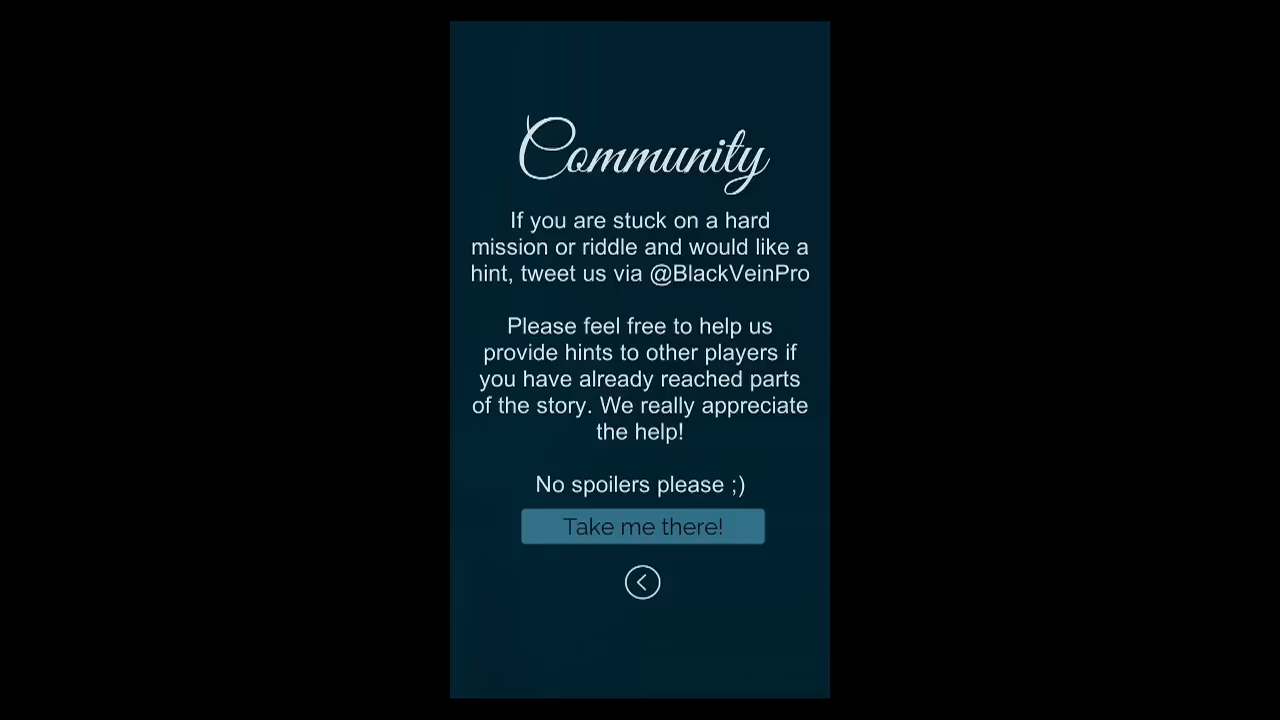 Community
If you are stuck on a hard
mission or riddle and would like a
hint, tweet us via @BlackVeinPro
Please feel free to help us
provide hints to other players if
you have already reached parts
of the story. We really appreciate
the help!
No spoilers please ;)
Take me there!